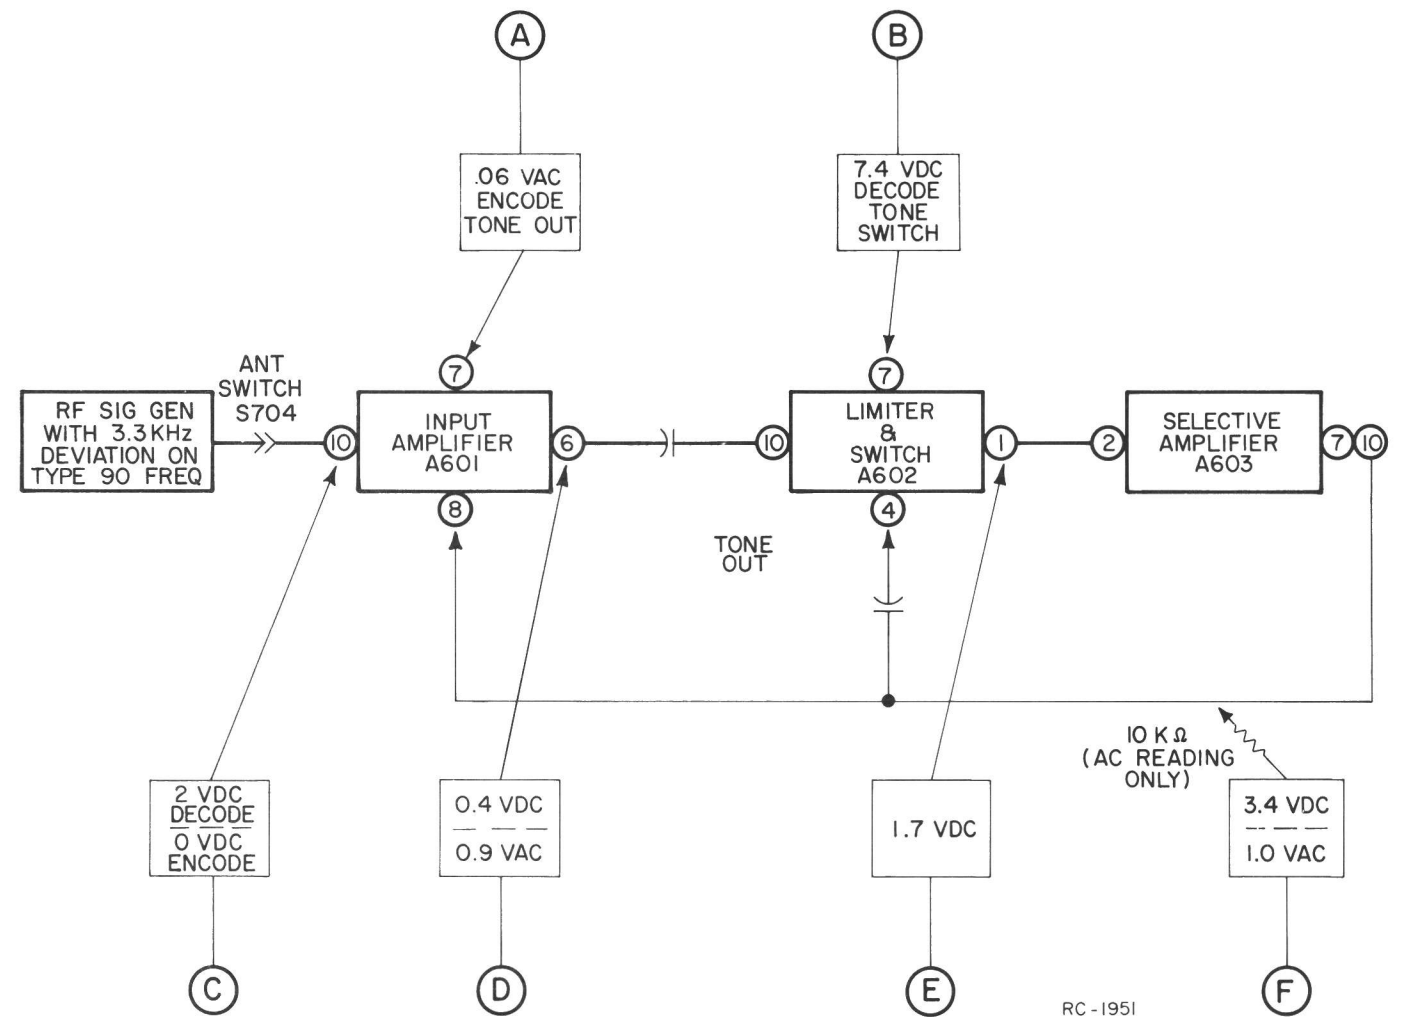 A
B
.06 VAC
ENCODE
TONE OUT
7.4 VDC
DECODE
TONE
SWITCH
ANT
SWITCH
S704
7
7
RF SIG GEN
WITH 3.3KHz
DEVIATION ON
TYPE 90 FREQ
10
INPUT
AMPLIFIER
A601
6
10
LIMITER
&
SWITCH
A602
1
2
SELECTIVE
AMPLIFIER
A603
7
10
8
4
TONE
OUT
10 K Ω
(AC READING
ONLY)
2 VDC
DECODE
0 VDC
ENCODE
0.4 VDC
0.9 VAC
1.7 VDC
3.4 VDC
1.0 VAC
C
D
E
F
RC-1951